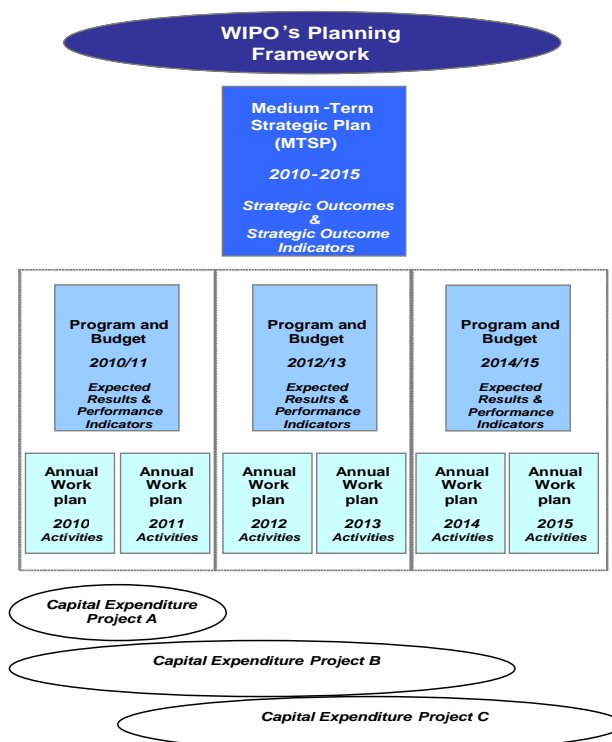 WIPO's Planning
Framework
Medium -Term
Strategic Plan
(MTSP)
2010-2015
Strategic Outcomes
&
Strategic Outcome
Indicators
Program and
Budget
2010/11
Expected
Results &
Performance
Indicators
Program and
Budget
2012/13
Expected
Results &
Performance
Indicators
Program and
Budget
2014/15
Expected
Results &
Performance
Indicators
Annual
Work
plan
2010
Activities
Annual
Work
plan
2011
Activities
Annual
Work
plan
2012
Activities
Annual
Work
plan
2013
Activities
Annual
Work
plan
2014
Activities
Annual
Work
plan
2015
Activities
Capital Expenditure
Project A
Capital Expenditure Project B
Capital Expenditure Project C